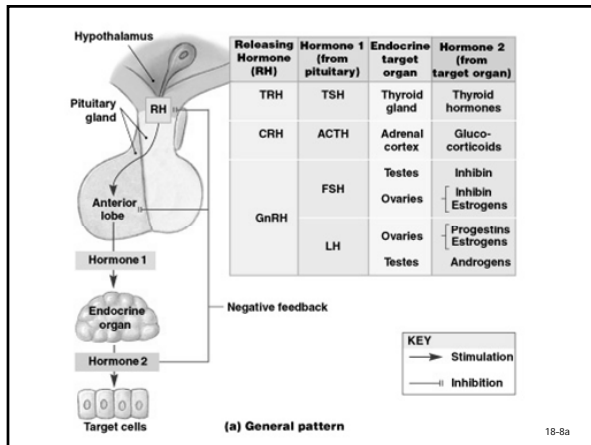 Hypothalamus
RH
Pituitary
gland
Anterior
lobe
Hormone 1
Endocrine
organ
Hormone 2
Target cells
Negative feedback
Releasing
Hormone
(RH)
Hormone 1
(from
pituitary)
Endocrine
target
organ
Hormone 2
(from
target organ)
TRH
TSH
Thyroid
gland
Thyroid
hormones
CRH
ACTH
Adrenal
cortex
Gluco-
corticoids
GnRH
FSH
Testes
Inhibin
Ovaries
Inhibin
Estrogens
LH
Ovaries
Progestins
Estrogens
Testes
Androgens
KEY
Stimulation
Inhibition
(a) General pattern
18-8a